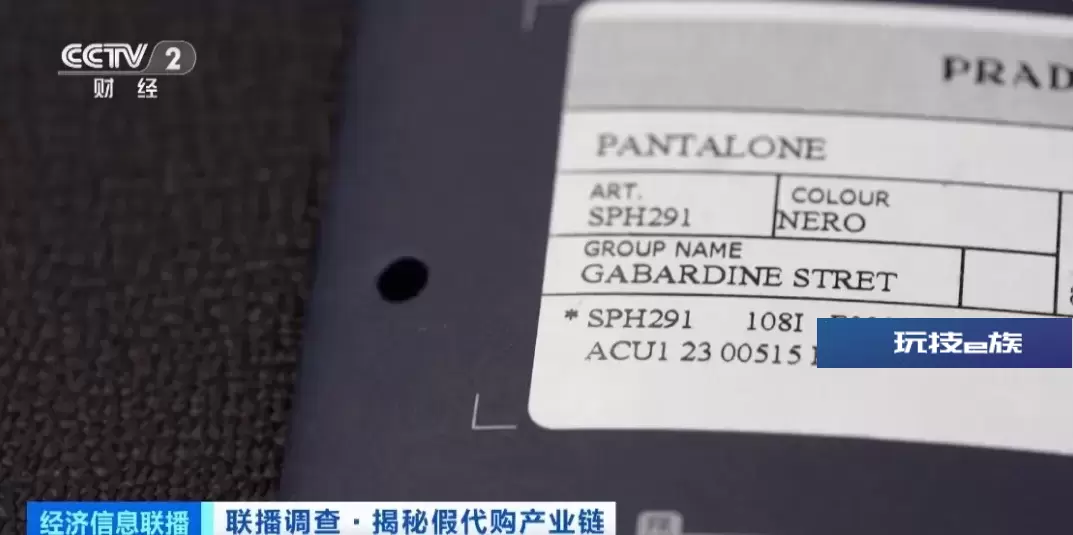 CCTV 2
财经
PRAD
PANTALONE
ART.
SPH291
COLOUR
NERO
GROUP NAME
GABARDINE STRET
* SPH291 108I
ACU1 23 00515
玩技e族
经济信息联播
联播调查·揭秘假代购产业链